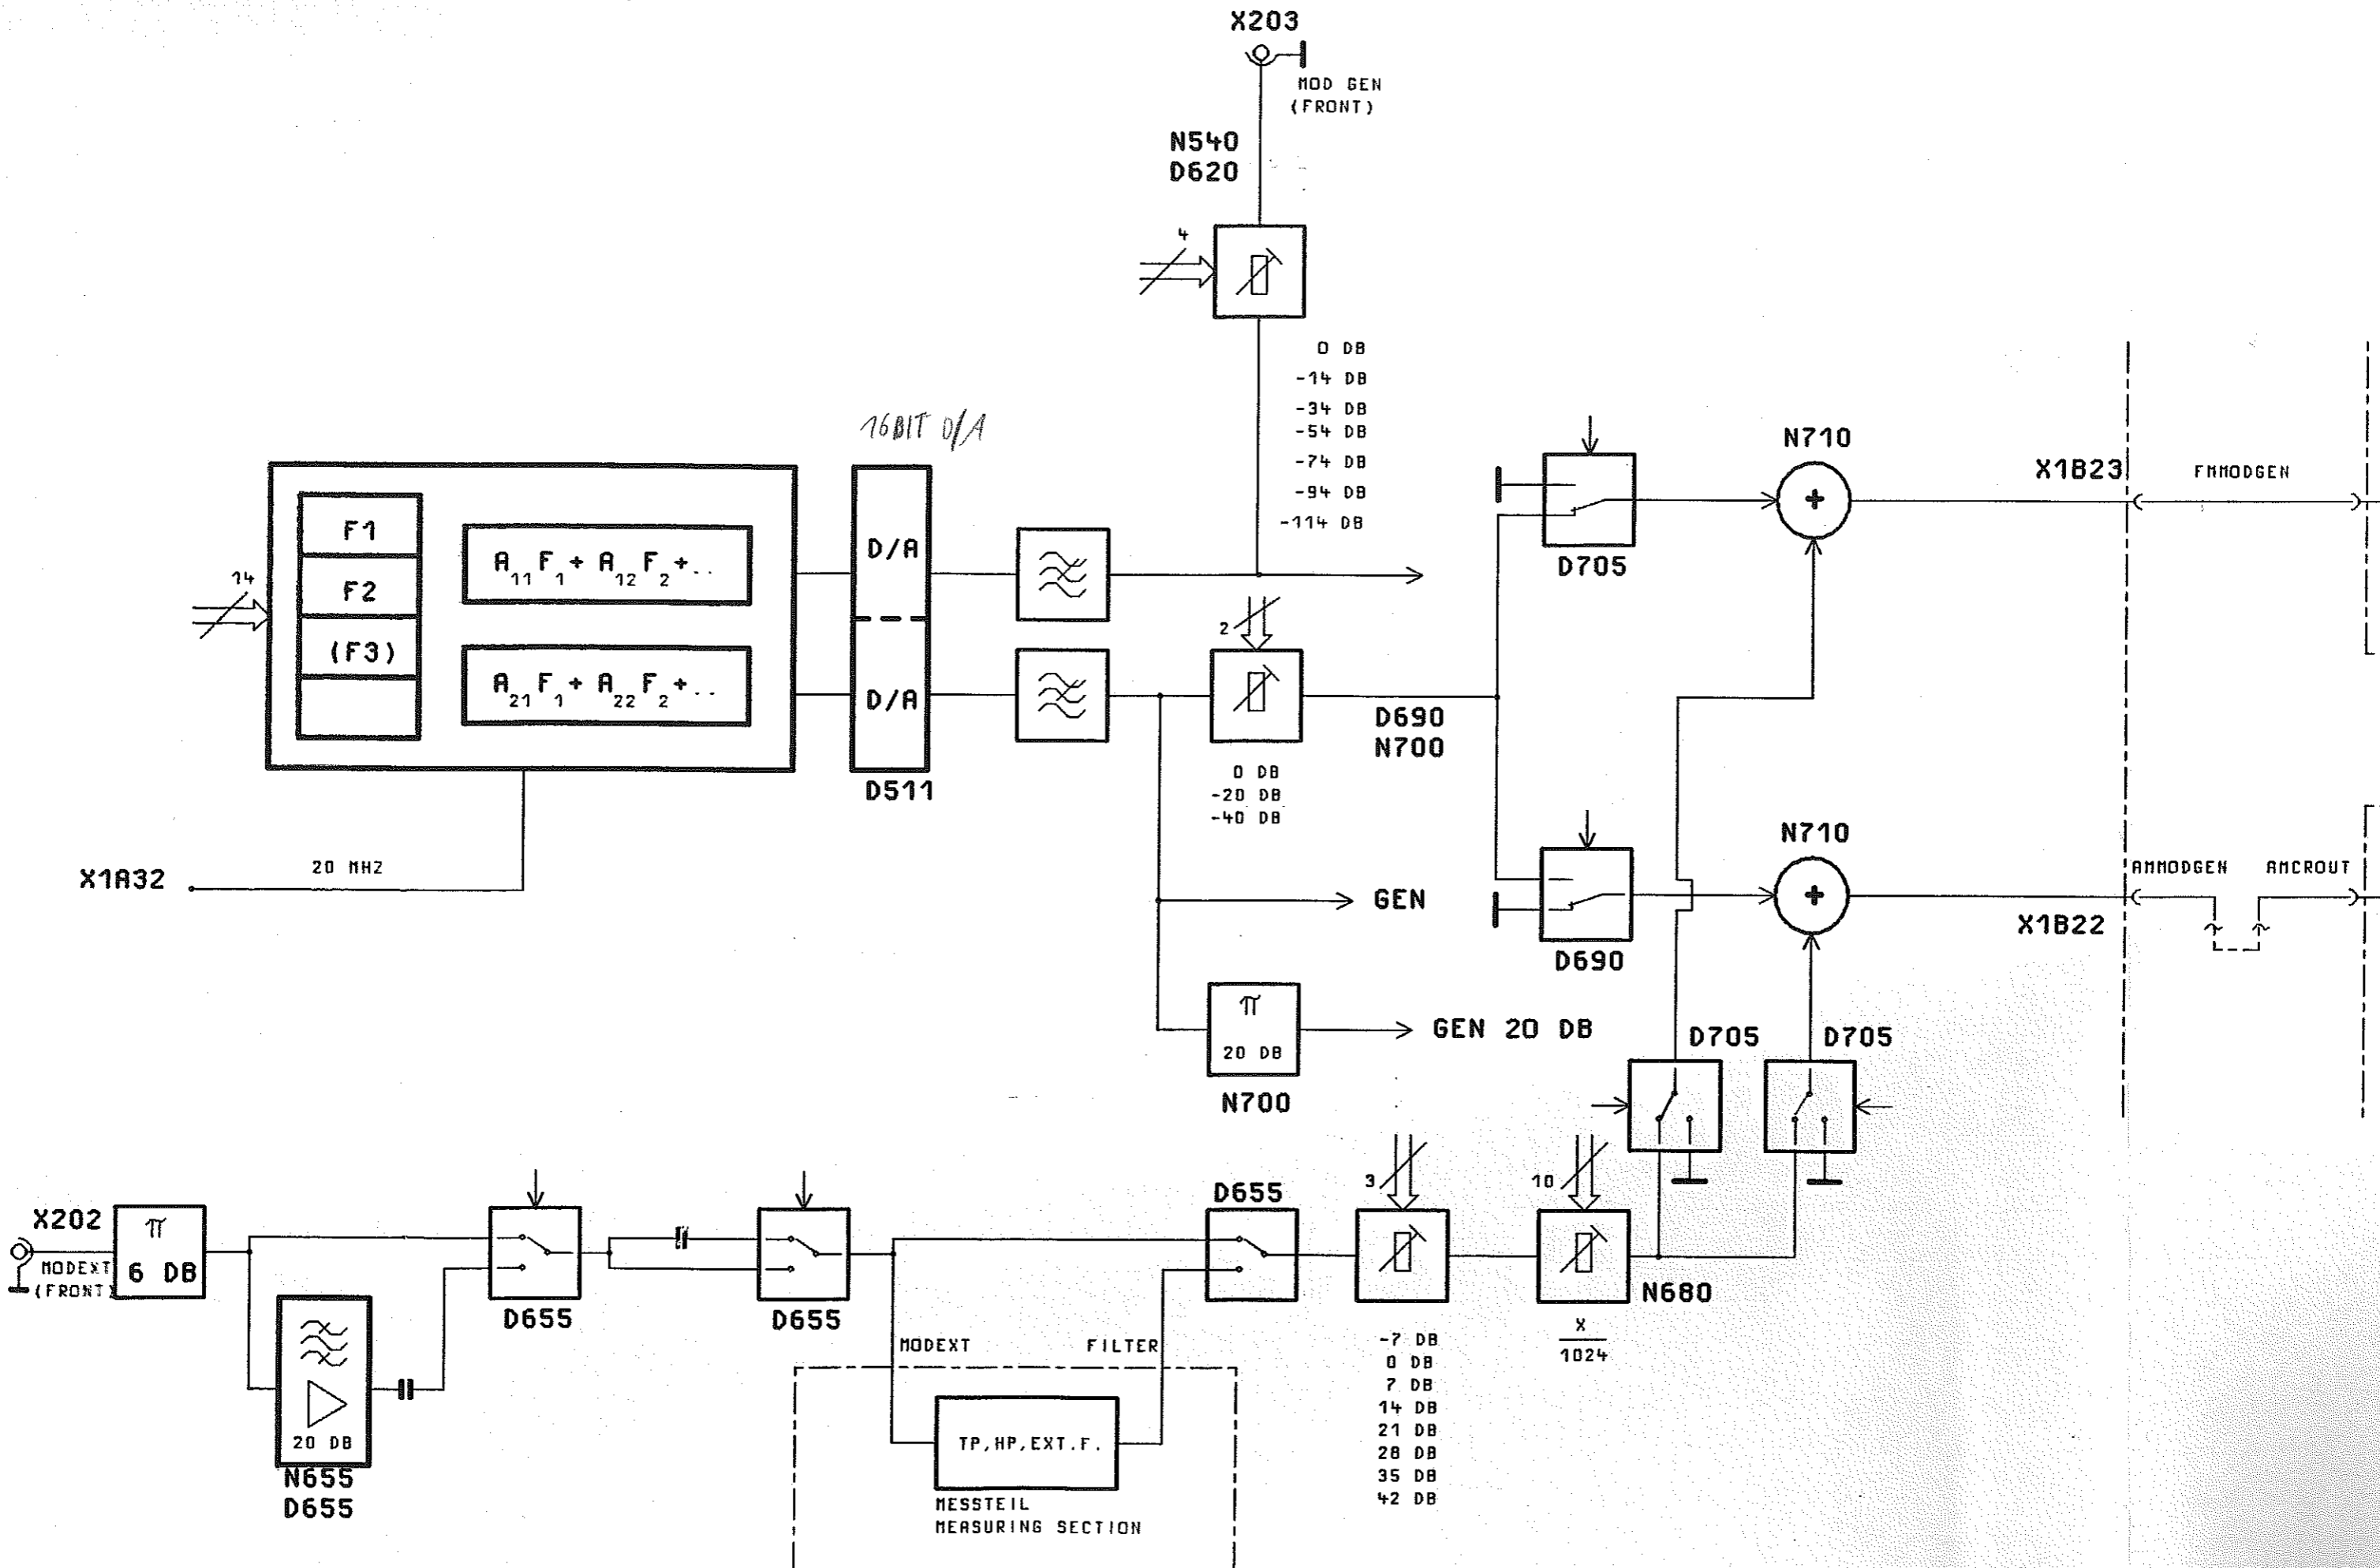 X203
MOD GEN
(FRONT)
N540
D620
4
0 DB
-14 DB
-34 DB
-54 DB
-74 DB
-94 DB
-114 DB
16BIT D/A
14
F1
F2
(F3)
A11 F1 + A12 F2 + ..
A21 F1 + A22 F2 + ..
D/A
D/A
D511
2
0 DB
-20 DB
-40 DB
D690
N700
D705
N710
X1B23
FMMODGEN
D690
N710
X1B22
AMMODGEN
AMCROUT
X1A32
20 MHZ
GEN
π
20 DB
N700
GEN 20 DB
D705
D705
X202
MODEXT
(FRONT)
π
6 DB
20 DB
N655
D655
D655
D655
MODEXT
FILTER
TP,HP,EXT.F.
MESSTEIL
MEASURING SECTION
D655
3
-7 DB
0 DB
7 DB
14 DB
21 DB
28 DB
35 DB
42 DB
10
N680
X
1024